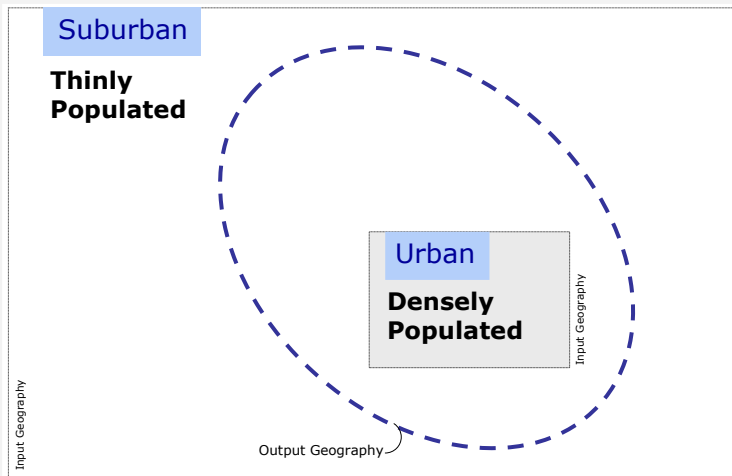 Suburban
Thinly
Populated
Urban
Densely
Populated
Input Geography
Output Geography
Input Geography